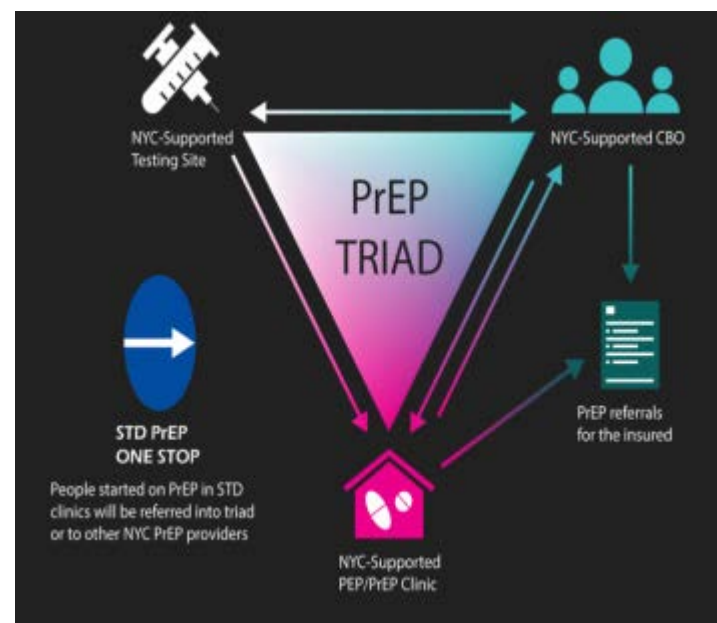 NYC-Supported
Testing Site
NYC-Supported CBO
PrEP
TRIAD
STD PrEP
ONE STOP
People started on PrEP in STD
clinics will be referred into triad
or to other NYC PrEP providers
PrEP referrals
for the insured
NYC-Supported
PEP/PrEP Clinic